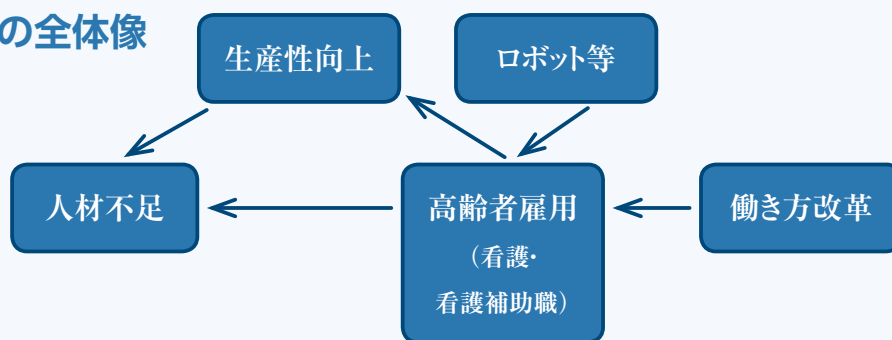 の全体像
生産性向上
ロボット等
人材不足
高齢者雇用
（看護・
看護補助職）
働き方改革